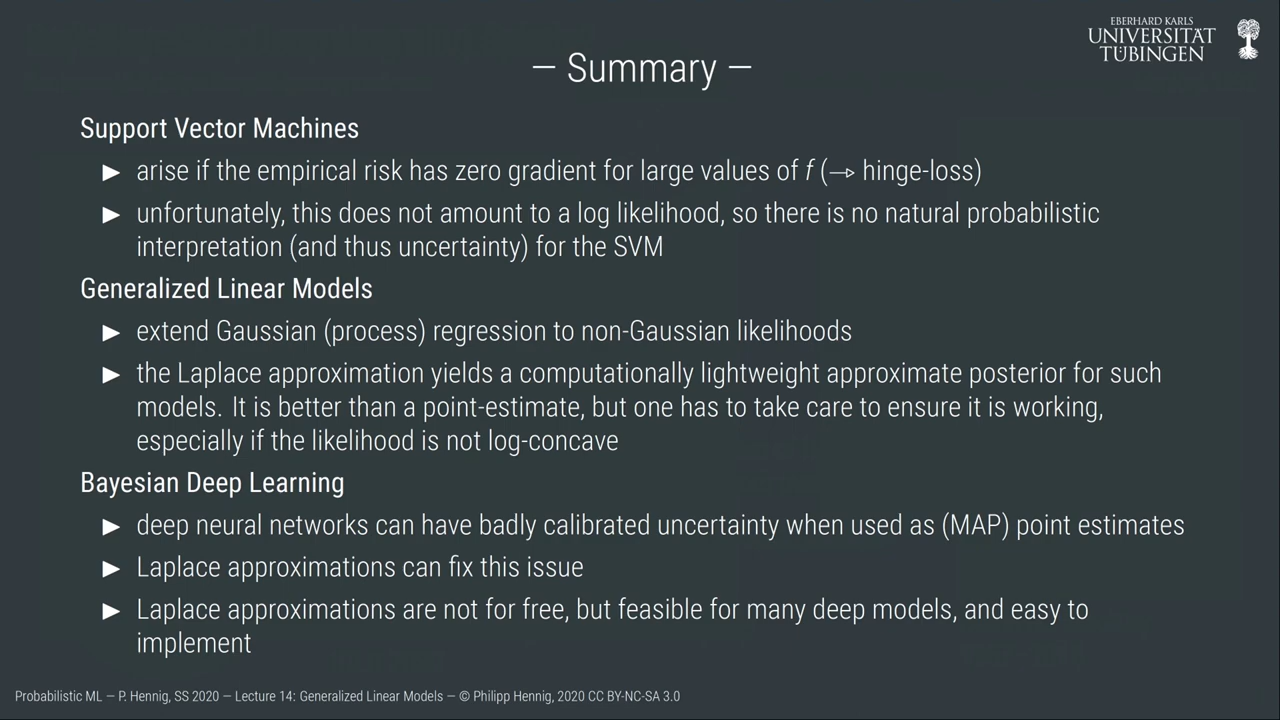 EBERHARD KARLS
UNIVERSITÄT
TÜBINGEN
— Summary —
Support Vector Machines
▶ arise if the empirical risk has zero gradient for large values of f (⇾ hinge-loss)
▶ unfortunately, this does not amount to a log likelihood, so there is no natural probabilistic
interpretation (and thus uncertainty) for the SVM
Generalized Linear Models
▶ extend Gaussian (process) regression to non-Gaussian likelihoods
▶ the Laplace approximation yields a computationally lightweight approximate posterior for such
models. It is better than a point-estimate, but one has to take care to ensure it is working,
especially if the likelihood is not log-concave
Bayesian Deep Learning
▶ deep neural networks can have badly calibrated uncertainty when used as (MAP) point estimates
▶ Laplace approximations can fix this issue
▶ Laplace approximations are not for free, but feasible for many deep models, and easy to
implement
Probabilistic ML — P. Hennig, SS 2020 — Lecture 14: Generalized Linear Models — © Philipp Hennig, 2020 CC BY-NC-SA 3.0